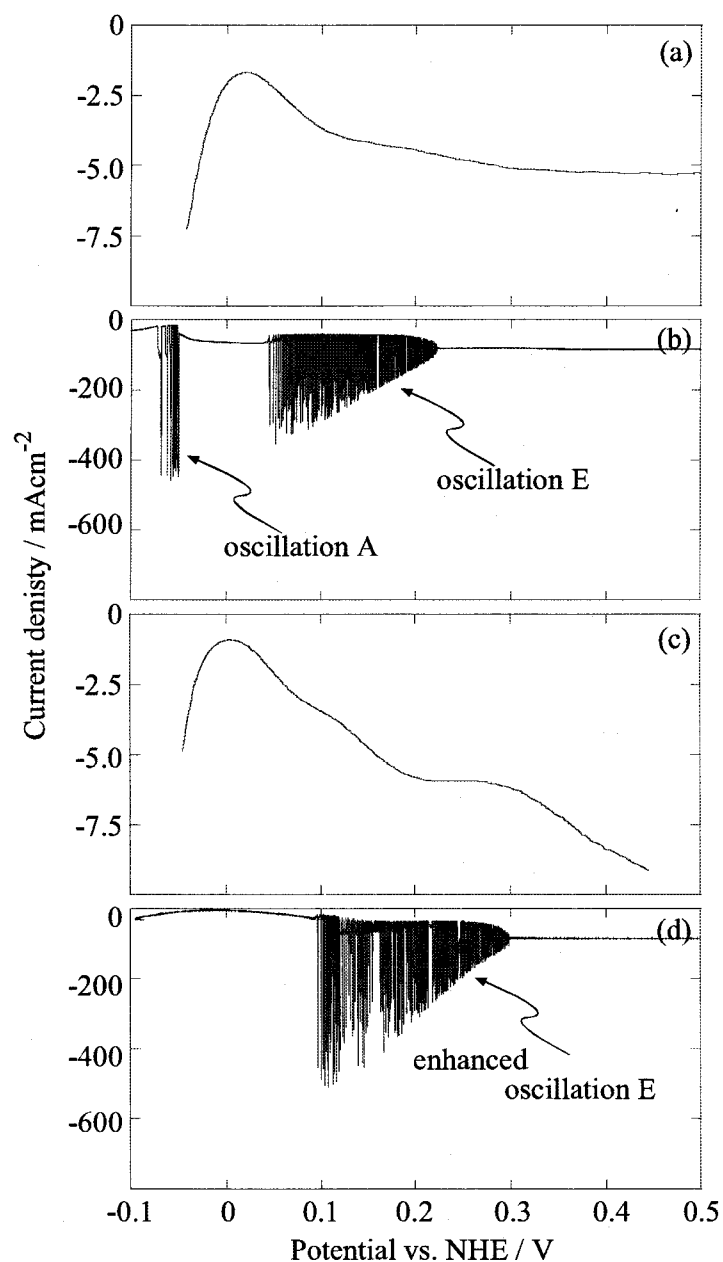 0
(a)
-2.5
-5.0
-7.5
0
(b)
-200
-400
-600
oscillation E
oscillation A
Current denisty / mAcm-2
0
(c)
-2.5
-5.0
-7.5
0
(d)
-200
-400
-600
enhanced
oscillation E
-0.1 0 0.1 0.2 0.3 0.4 0.5
Potential vs. NHE / V